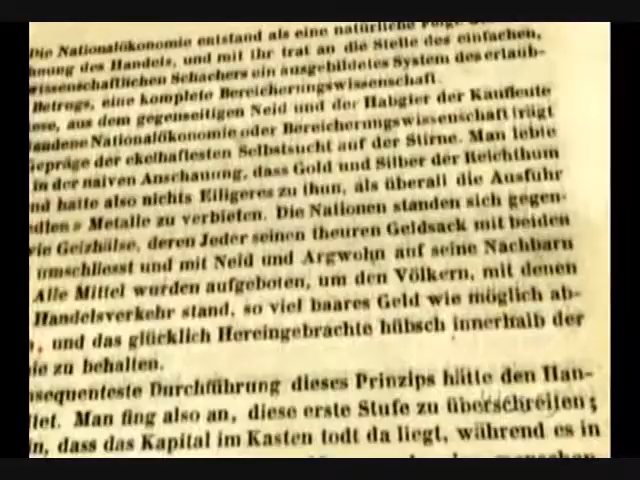 Die Nationalökonomie entstand als eine natürliche Folge
nung des Handels, und mit ihr trat an die Stelle des einfachen,
wissenschaftlichen Schachers ein ausgebildetes System des erlaub-
Betrugs, eine komplette Bereicherungswissenschaft.
ese, aus dem gegenseitigen Neid und der Habgier der Kaufleute
andene Nationalökonomie oder Bereicherungswissenschaft trägt
Gepräge der ekelhaftesten Selbstsucht auf der Stirne. Man lebte
in der naiven Anschauung, dass Gold und Silber der Reichthum
nd hatte also nichts Eiligeres zu thun, als überall die Ausfuhr
dlen» Metalle zu verbieten. Die Nationen standen sich gegen-
wie Geizhälse, deren Jeder seinen theuren Geldsack mit beiden
umschliesst und mit Neid und Argwohn auf seine Nachbarn
Alle Mittel wurden aufgeboten, um den Völkern, mit denen
Handelsverkehr stand, so viel baares Geld wie möglich ab-
, und das glücklich Hereingebrachte hübsch innerhalb der
ie zu behalten.
nsequenteste Durchführung dieses Prinzips hätte den Han-
tet. Man fing also an, diese erste Stufe zu überschreiten;
n, dass das Kapital im Kasten todt da liegt, während es in